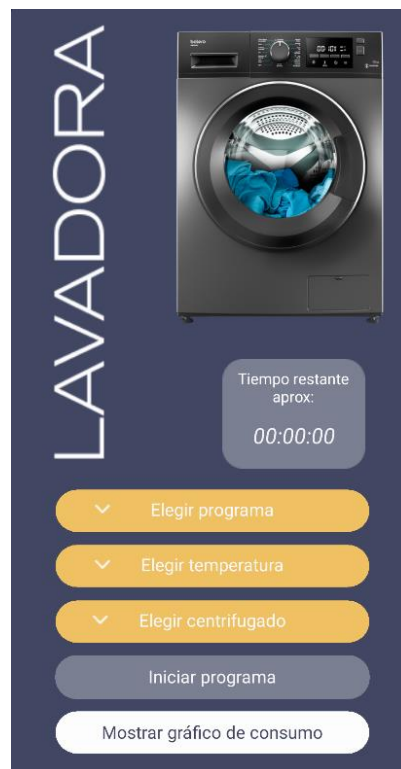 LAVADORA
Tiempo restante
aprox:
00:00:00
Elegir programa
Elegir temperatura
Elegir centrifugado
Iniciar programa
Mostrar gráfico de consumo